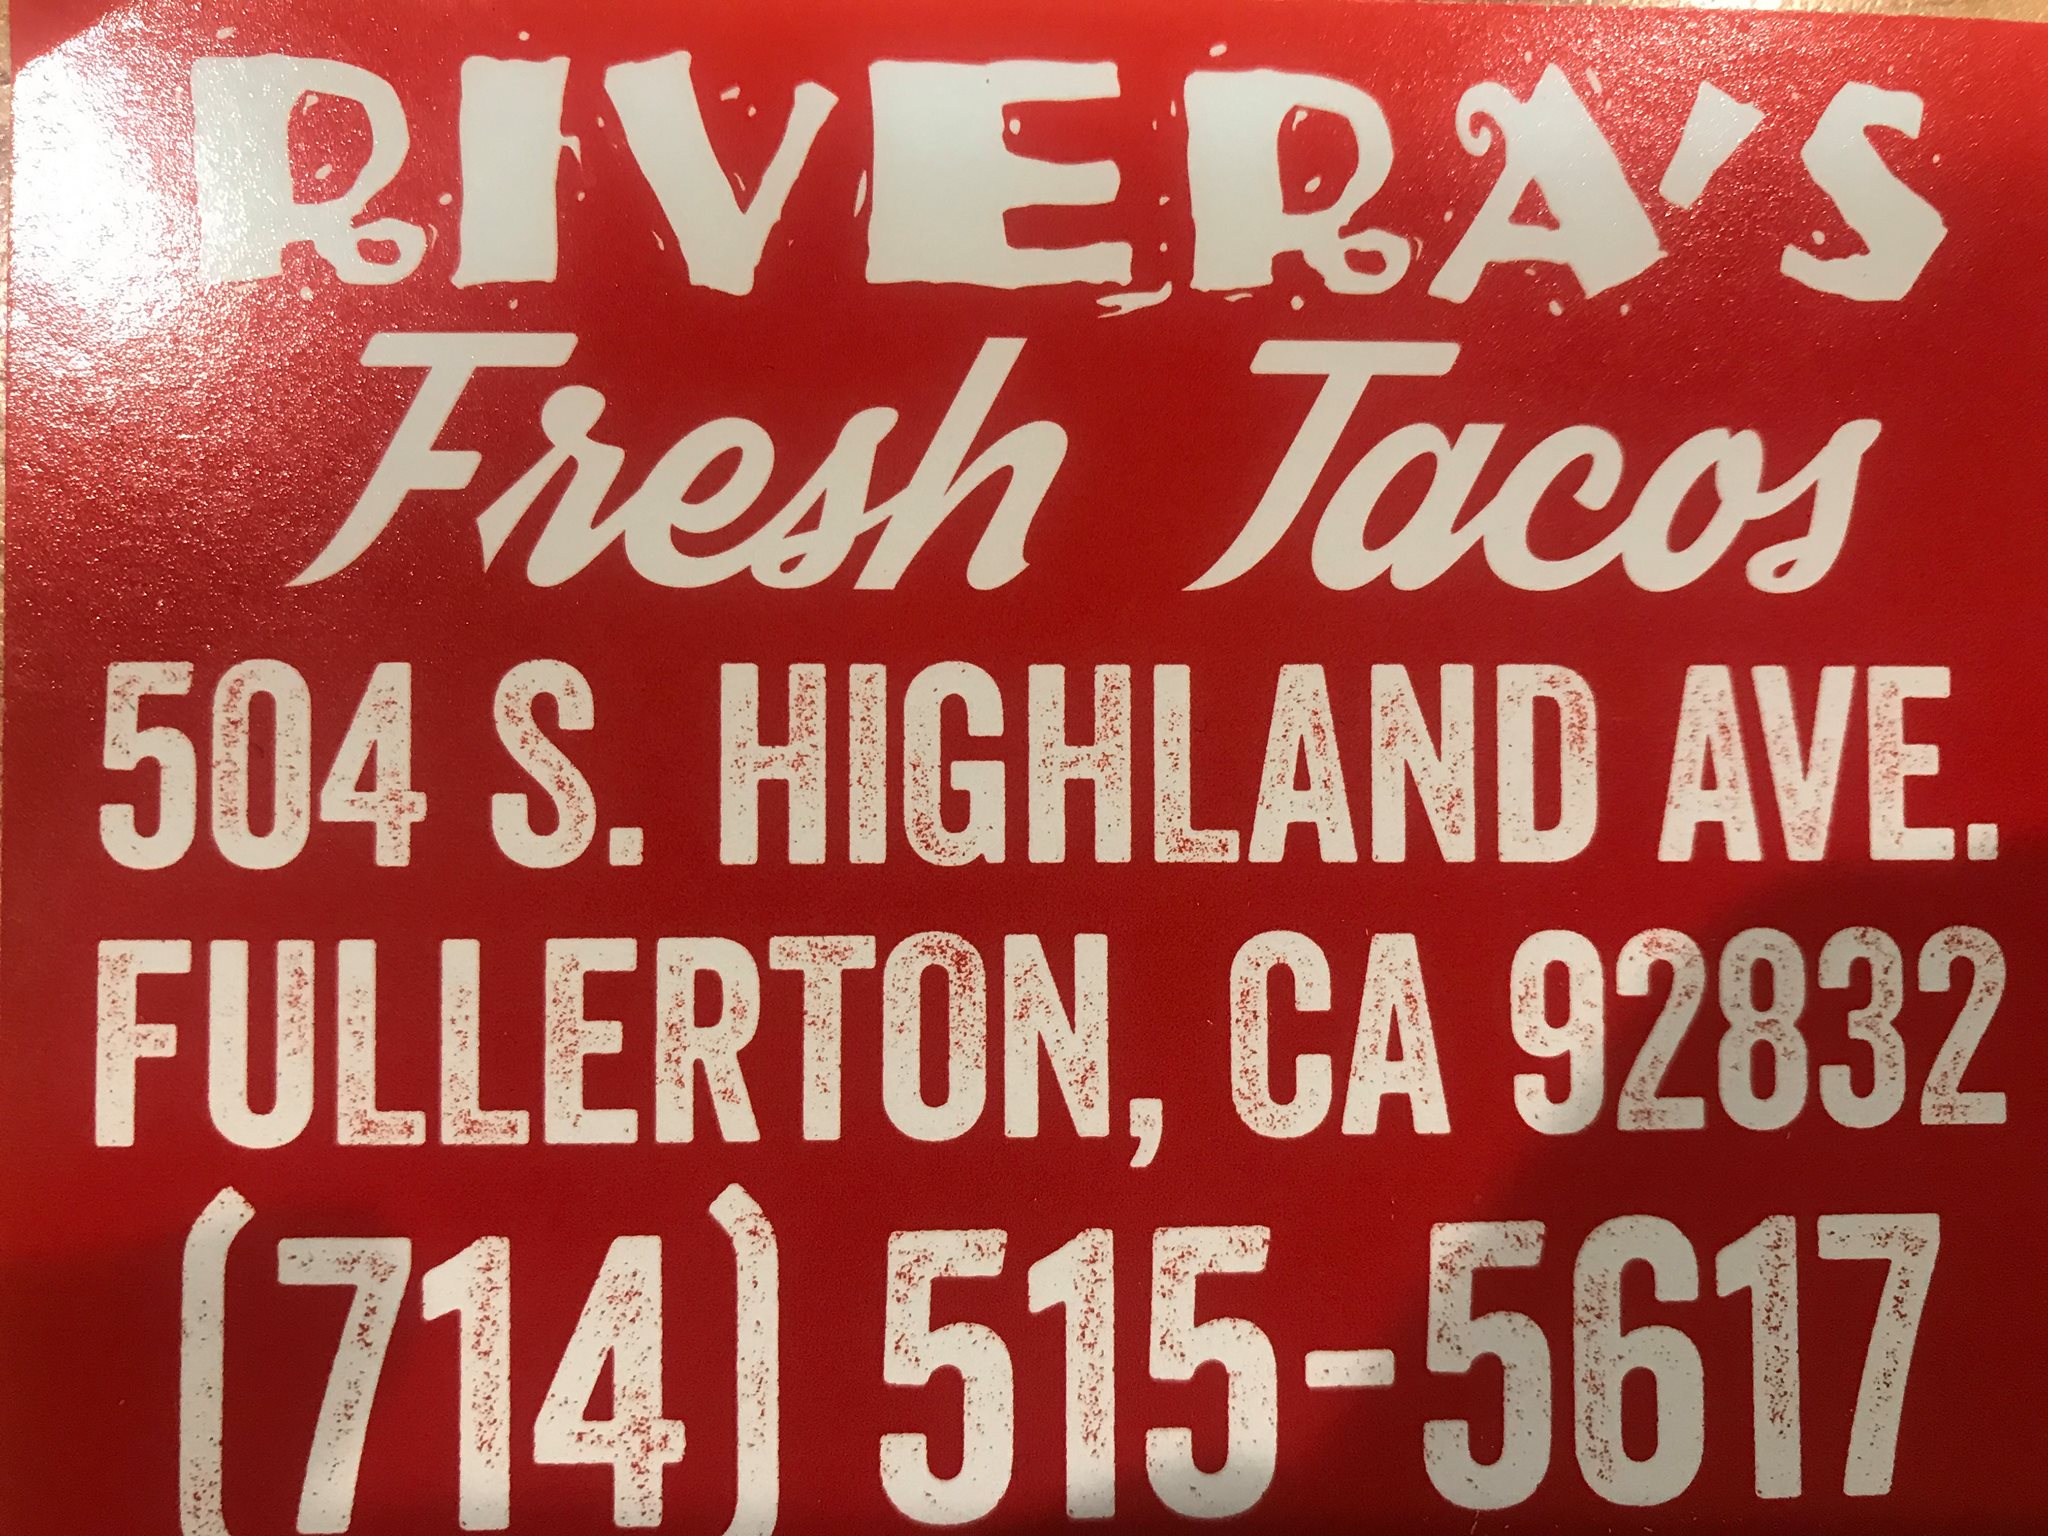 RIVERA'S
Fresh Tacos
504 S. HIGHLAND AVE.
FULLERTON, CA 92832
(714) 515-5617